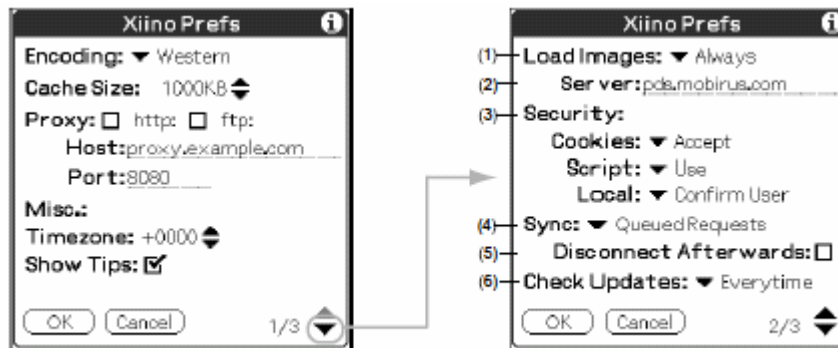 Xiino Prefs
Encoding: Western
Cache Size: 1000KB
Proxy: http: ftp:
Host: proxy.example.com
Port: 8080
Misc.:
Timezone: +0000
Show Tips:
OK Cancel 1/3
Xiino Prefs
(1) Load Images: Always
(2) Server: pds.mobirus.com
(3) Security:
Cookies: Accept
Script: Use
Local: Confirm User
(4) Sync: Queued Requests
(5) Disconnect Afterwards:
(6) Check Updates: Everytime
OK Cancel 2/3